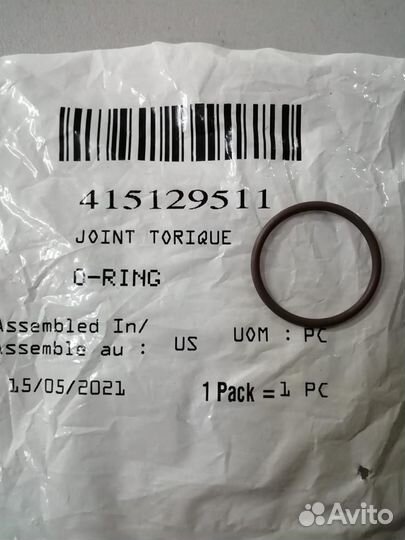 415129511
JOINT TORIQUE
O-RING
Assembled In/
Assemble au : US UOM : PC
15/05/2021 1 Pack = 1 PC
Avito